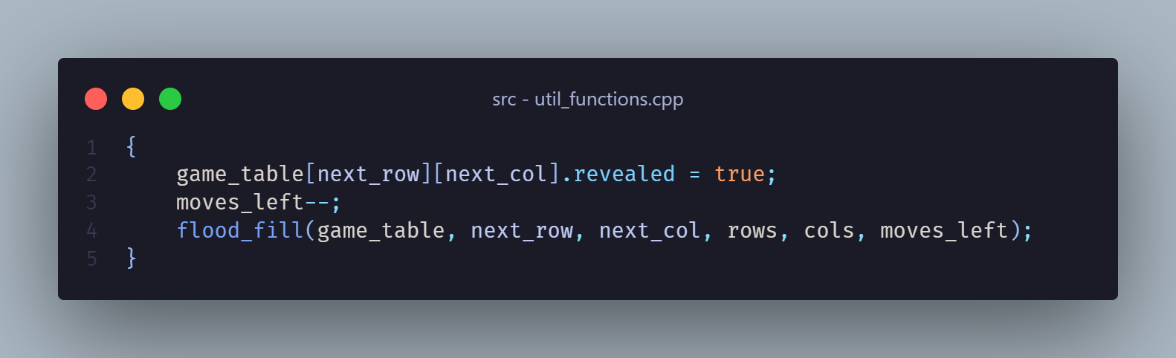 src - util_functions.cpp
1 {
2     game_table[next_row][next_col].revealed = true;
3     moves_left--;
4     flood_fill(game_table, next_row, next_col, rows, cols, moves_left);
5 }